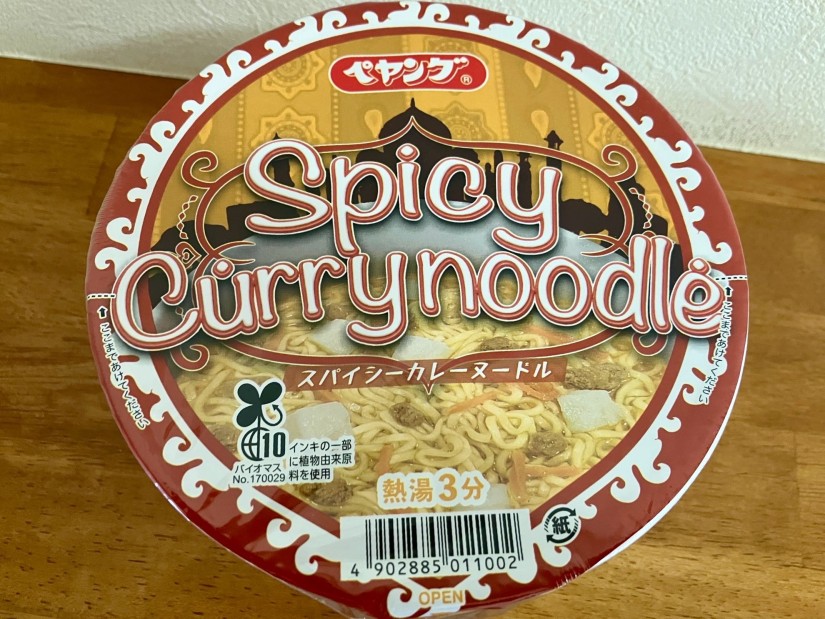 ペヤング®
Spicy
Curry noodle
スパイシーカレーヌードル
ここまであけてください
ここまであけてください
10
バイオマス
No.170029
インキの一部
に植物由来原
料を使用
熱湯3分
紙
4 902885 011002
OPEN